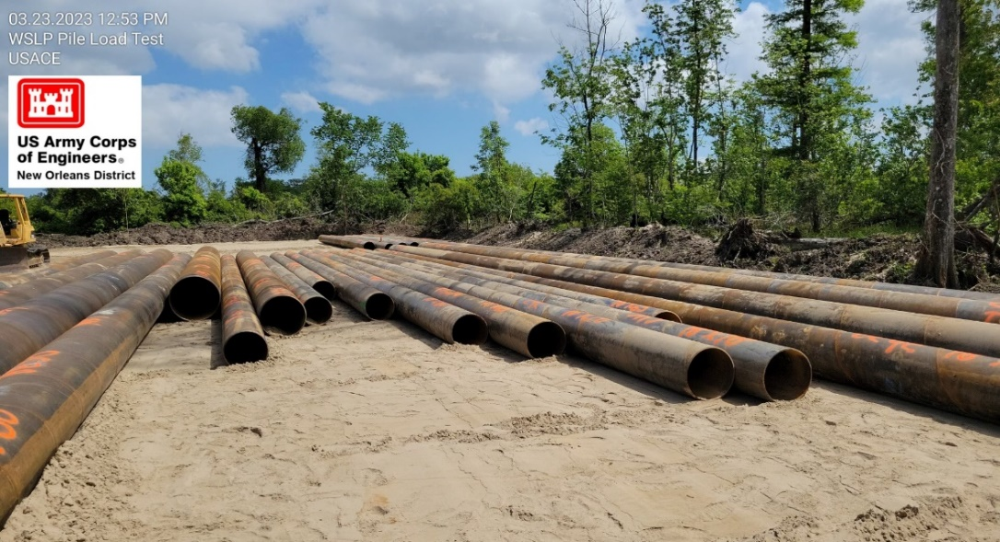 03.23.2023 12:53 PM
WSLP Pile Load Test
USACE
US Army Corps
of Engineers®
New Orleans District